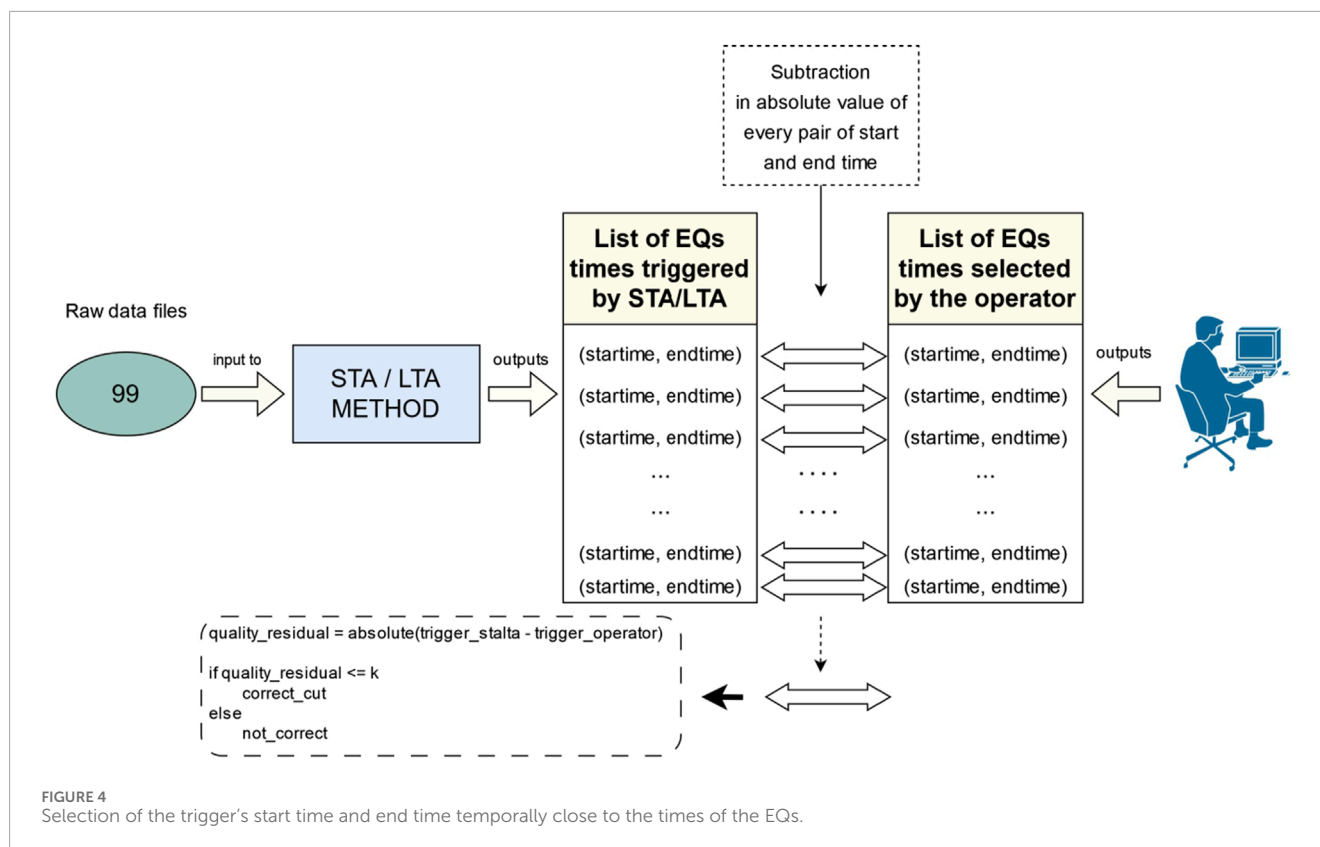 Subtraction
in absolute value of
every pair of start
and end time
List of EQs
times triggered
by STA/LTA
List of EQs
times selected
by the operator
Raw data files
99
input to
STA / LTA
METHOD
outputs
(startime, endtime)
(startime, endtime)
(startime, endtime)
...
...
(startime, endtime)
(startime, endtime)
....
....
(startime, endtime)
(startime, endtime)
(startime, endtime)
...
...
(startime, endtime)
(startime, endtime)
outputs
quality_residual = absolute(trigger_stalta - trigger_operator)
if quality_residual <= k
correct_cut
else
not_correct
FIGURE 4
Selection of the trigger's start time and end time temporally close to the times of the EQs.